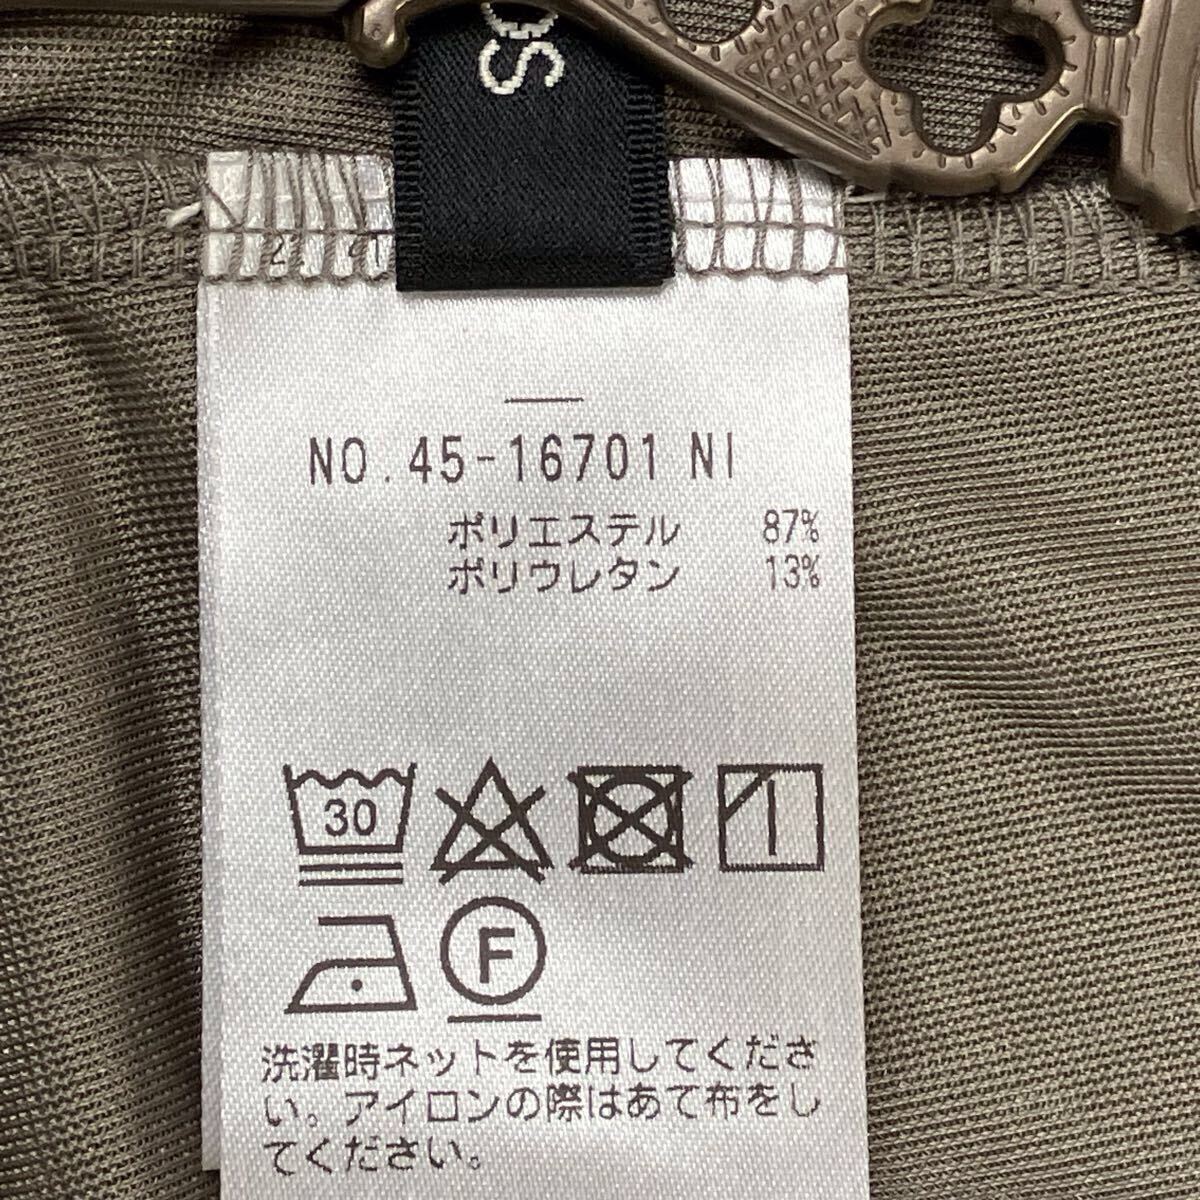 NO.45-16701 NI
ポリエステル 87%
ポリウレタン 13%
30
F
洗濯時ネットを使用してくださ
い。アイロンの際はあて布をし
てください。